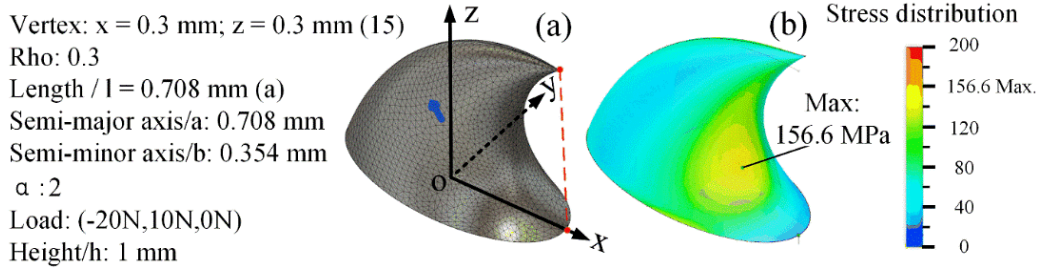 Vertex: x = 0.3 mm; z = 0.3 mm (15)
Rho: 0.3
Length / l = 0.708 mm (a)
Semi-major axis/a: 0.708 mm
Semi-minor axis/b: 0.354 mm
α :2
Load: (-20N,10N,0N)
Height/h: 1 mm
z
(a)
y
o
x
(b)
Max:
156.6 MPa
Stress distribution
200
156.6 Max.
120
80
40
0